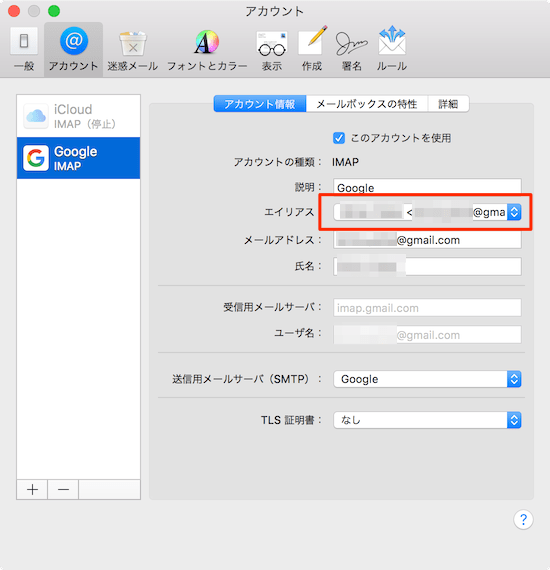 アカウント
一般 アカウント 迷惑メール フォントとカラー 表示 作成 署名 ルール
iCloud
IMAP（停止）
Google
IMAP
アカウント情報 メールボックスの特性 詳細
このアカウントを使用
アカウントの種類： IMAP
説明： Google
エイリアス < @gma
メールアドレス： @gmail.com
氏名：
受信用メールサーバ： imap.gmail.com
ユーザ名： @gmail.com
送信用メールサーバ（SMTP）： Google
TLS 証明書： なし
+ − ?